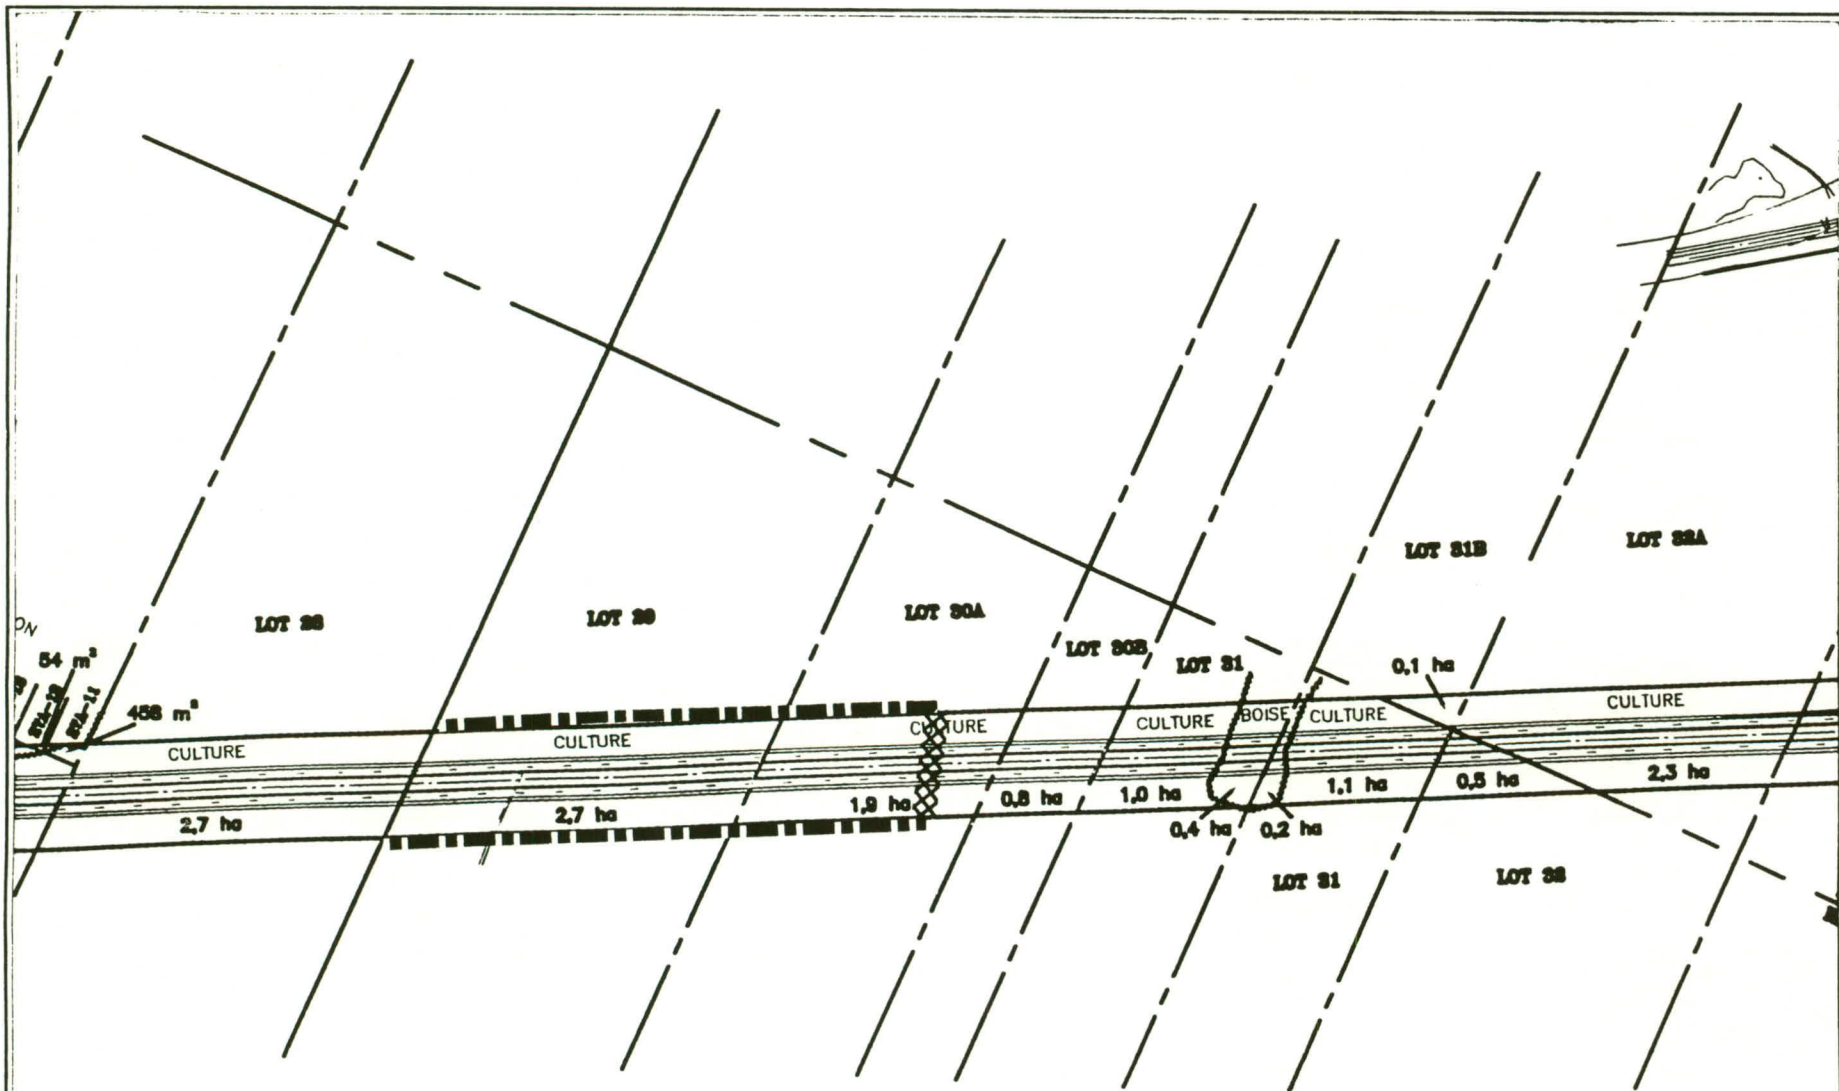 LOT 31B
LOT 32A
LOT 28
LOT 29
LOT 30A
ON
LOT 30B
LOT 31
54 m²
0,1 ha
458 m²
CULTURE
CULTURE
CULTURE
CULTURE
BOISE
CULTURE
CULTURE
2,7 ha
2,7 ha
1,9 ha
0,8 ha
1,0 ha
1,1 ha
0,5 ha
2,3 ha
0,4 ha
0,2 ha
LOT 31
LOT 32